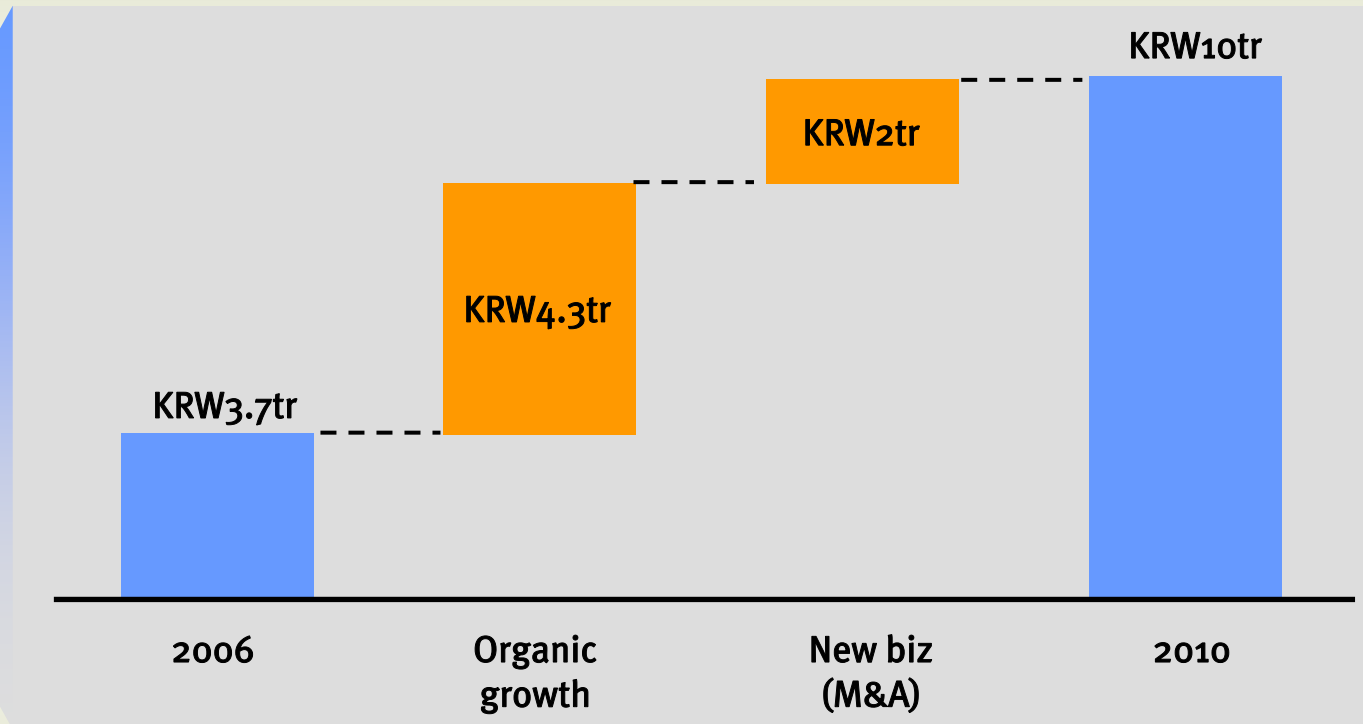 KRW10tr
KRW2tr
KRW4.3tr
KRW3.7tr
2006
Organic
growth
New biz
(M&A)
2010